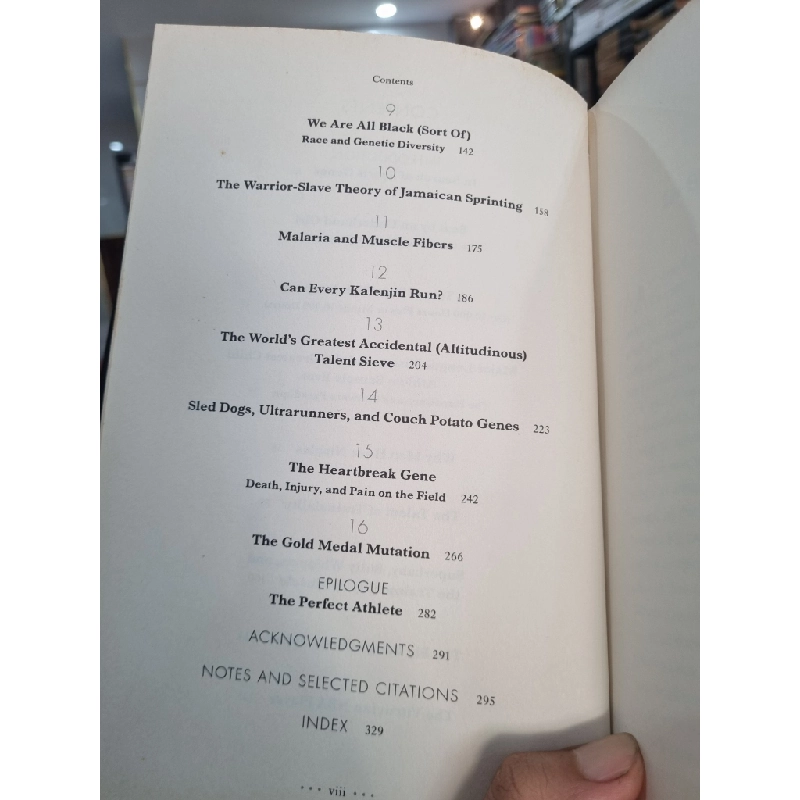 Contents
9
We Are All Black (Sort Of)
Race and Genetic Diversity 142
10
The Warrior-Slave Theory of Jamaican Sprinting 158
11
Malaria and Muscle Fibers 175
12
Can Every Kalenjin Run? 186
13
The World's Greatest Accidental (Altitudinous)
Talent Sieve 204
14
Sled Dogs, Ultrarunners, and Couch Potato Genes 223
15
The Heartbreak Gene
Death, Injury, and Pain on the Field 242
16
The Gold Medal Mutation 266
EPILOGUE
The Perfect Athlete 282
ACKNOWLEDGMENTS 291
NOTES AND SELECTED CITATIONS 295
INDEX 329
• • • viii • • •